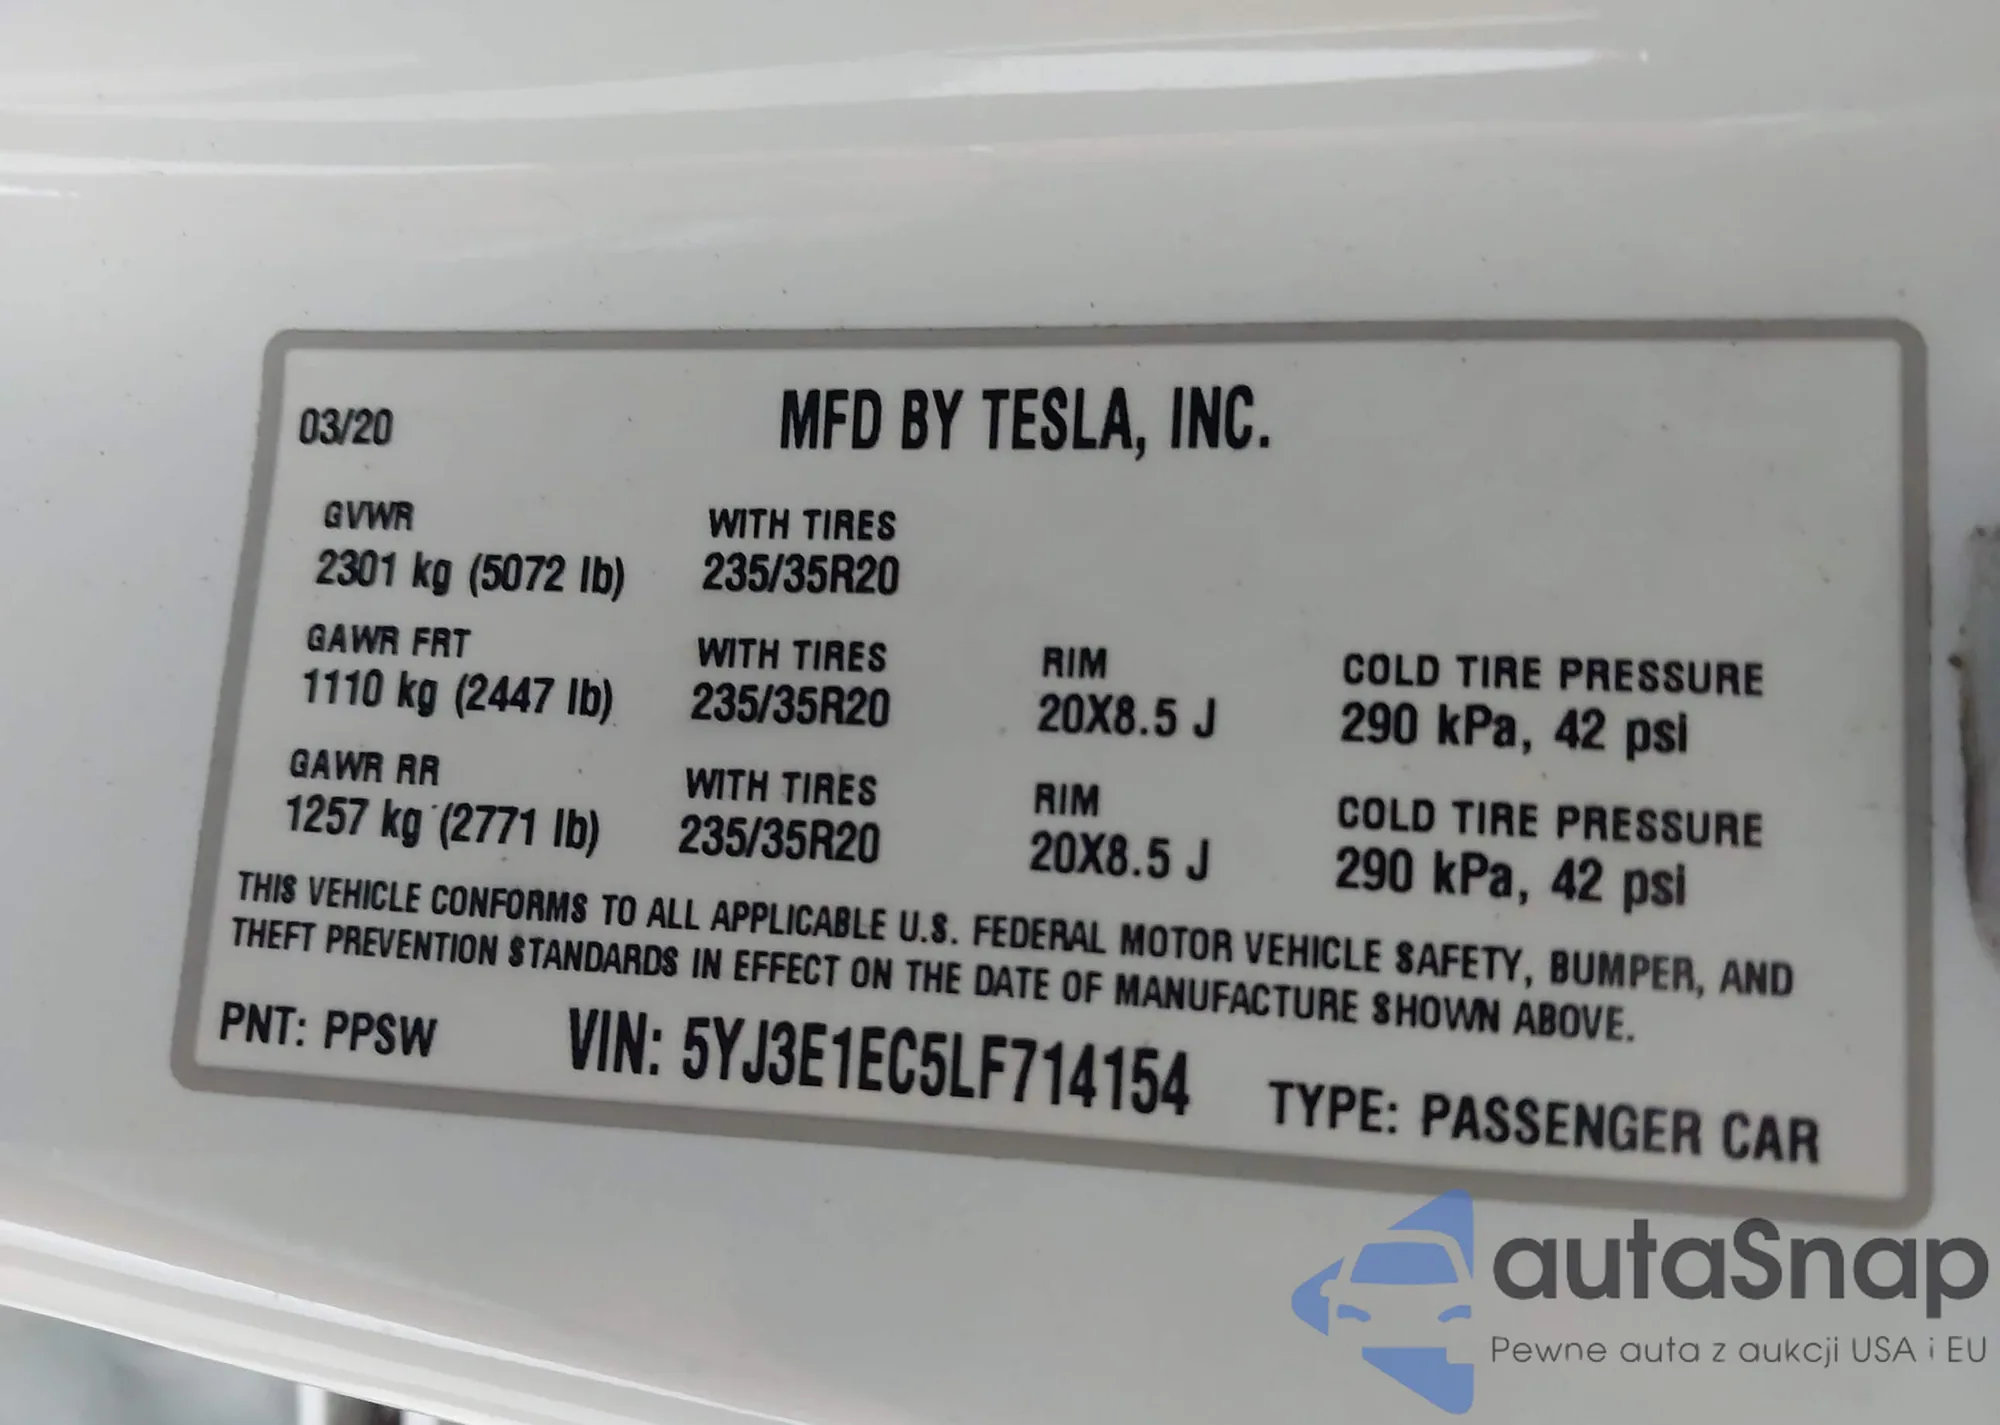 03/20 MFD BY TESLA, INC.
GVWR WITH TIRES
2301 kg (5072 lb) 235/35R20
GAWR FRT WITH TIRES RIM COLD TIRE PRESSURE
1110 kg (2447 lb) 235/35R20 20X8.5 J 290 kPa, 42 psi
GAWR RR WITH TIRES RIM COLD TIRE PRESSURE
1257 kg (2771 lb) 235/35R20 20X8.5 J 290 kPa, 42 psi
THIS VEHICLE CONFORMS TO ALL APPLICABLE U.S. FEDERAL MOTOR VEHICLE SAFETY, BUMPER, AND
THEFT PREVENTION STANDARDS IN EFFECT ON THE DATE OF MANUFACTURE SHOWN ABOVE.
PNT: PPSW VIN: 5YJ3E1EC5LF714154 TYPE: PASSENGER CAR
autaSnap
Pewne auta z aukcji USA i EU